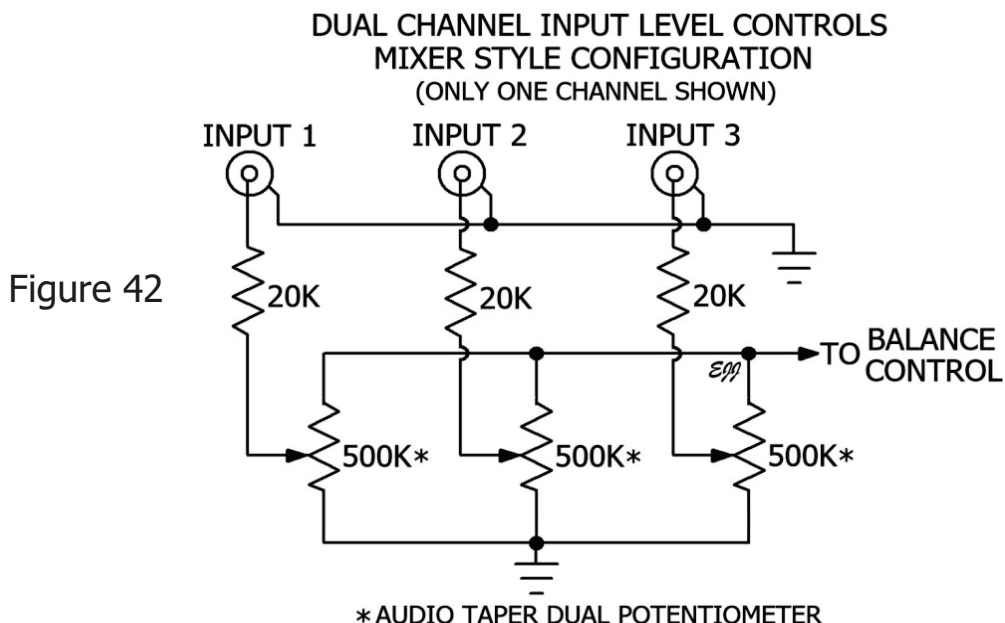 DUAL CHANNEL INPUT LEVEL CONTROLS
MIXER STYLE CONFIGURATION
(ONLY ONE CHANNEL SHOWN)
INPUT 1 INPUT 2 INPUT 3
Figure 42
20K 20K 20K
TO BALANCE CONTROL
EJJ
500K* 500K* 500K*
*AUDIO TAPER DUAL POTENTIOMETER